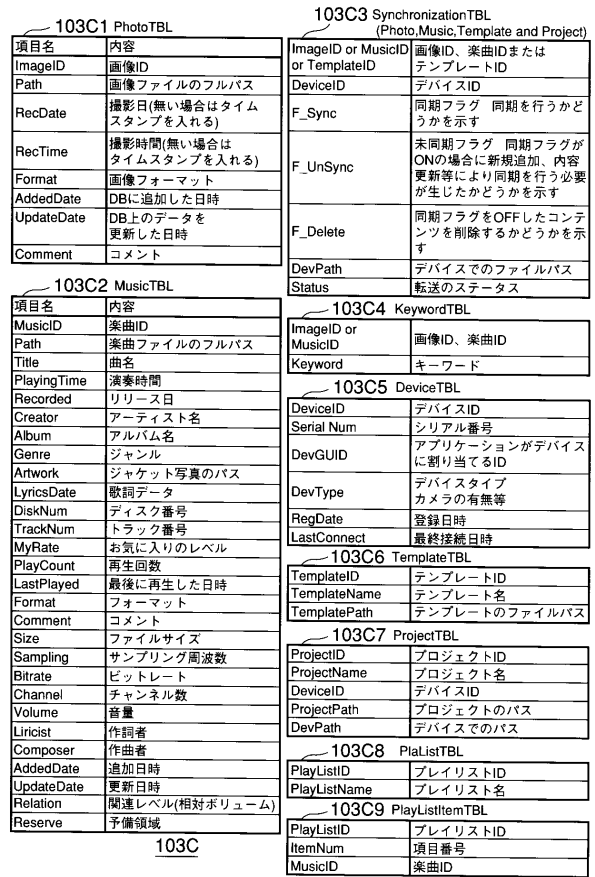 103C1 PhotoTBL
項目名 内容
ImageID 画像ID
Path 画像ファイルのフルパス
RecDate 撮影日(無い場合はタイム
スタンプを入れる)
RecTime 撮影時間(無い場合は
タイムスタンプを入れる)
Format 画像フォーマット
AddedDate DBに追加した日時
UpdateDate DB上のデータを
更新した日時
Comment コメント
103C2 MusicTBL
項目名 内容
MusicID 楽曲ID
Path 楽曲ファイルのフルパス
Title 曲名
PlayingTime 演奏時間
Recorded リリース日
Creator アーティスト名
Album アルバム名
Genre ジャンル
Artwork ジャケット写真のパス
LyricsDate 歌詞データ
DiskNum ディスク番号
TrackNum トラック番号
MyRate お気に入りのレベル
PlayCount 再生回数
LastPlayed 最後に再生した日時
Format フォーマット
Comment コメント
Size ファイルサイズ
Sampling サンプリング周波数
Bitrate ビットレート
Channel チャンネル数
Volume 音量
Liricist 作詞者
Composer 作曲者
AddedDate 追加日時
UpdateDate 更新日時
Relation 関連レベル(相対ボリューム)
Reserve 予備領域
103C
103C3 SynchronizationTBL
(Photo,Music,Template and Project)
ImageID or MusicID 画像ID、楽曲IDまたは
or TemplateID テンプレートID
DeviceID デバイスID
F_Sync 同期フラグ 同期を行うかど
うかを示す
F_UnSync 未同期フラグ 同期フラグが
ONの場合に新規追加、内容
更新等により同期を行う必要
が生じたかどうかを示す
F_Delete 同期フラグをOFFしたコンテ
ンツを削除するかどうかを示
す
DevPath デバイスでのファイルパス
Status 転送のステータス
103C4 KeywordTBL
ImageID or
MusicID 画像ID、楽曲ID
Keyword キーワード
103C5 DeviceTBL
DeviceID デバイスID
Serial Num シリアル番号
DevGUID アプリケーションがデバイス
に割り当てるID
DevType デバイスタイプ
カメラの有無等
RegDate 登録日時
LastConnect 最終接続日時
103C6 TemplateTBL
TemplateID テンプレートID
TemplateName テンプレート名
TemplatePath テンプレートのファイルパス
103C7 ProjectTBL
ProjectID プロジェクトID
ProjectName プロジェクト名
DeviceID デバイスID
ProjectPath プロジェクトのパス
DevPath デバイスでのパス
103C8 PlaListTBL
PlayListID プレイリストID
PlayListName プレイリスト名
103C9 PlayListItemTBL
PlayListID プレイリストID
ItemNum 項目番号
MusicID 楽曲ID